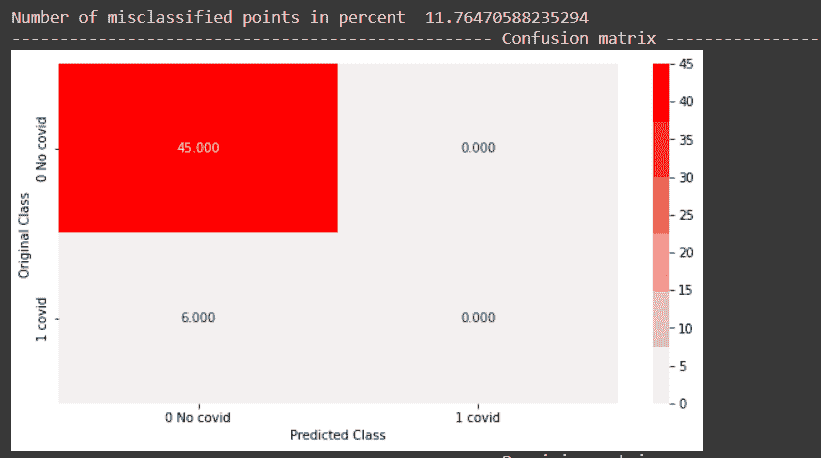 Number of misclassified points in percent  11.76470588235294
------------------------------------------------- Confusion matrix ----------------
45
40
35
30
25
20
15
10
5
0
0 No covid
45.000
0.000
Original Class
1 covid
6.000
0.000
0 No covid
1 covid
Predicted Class